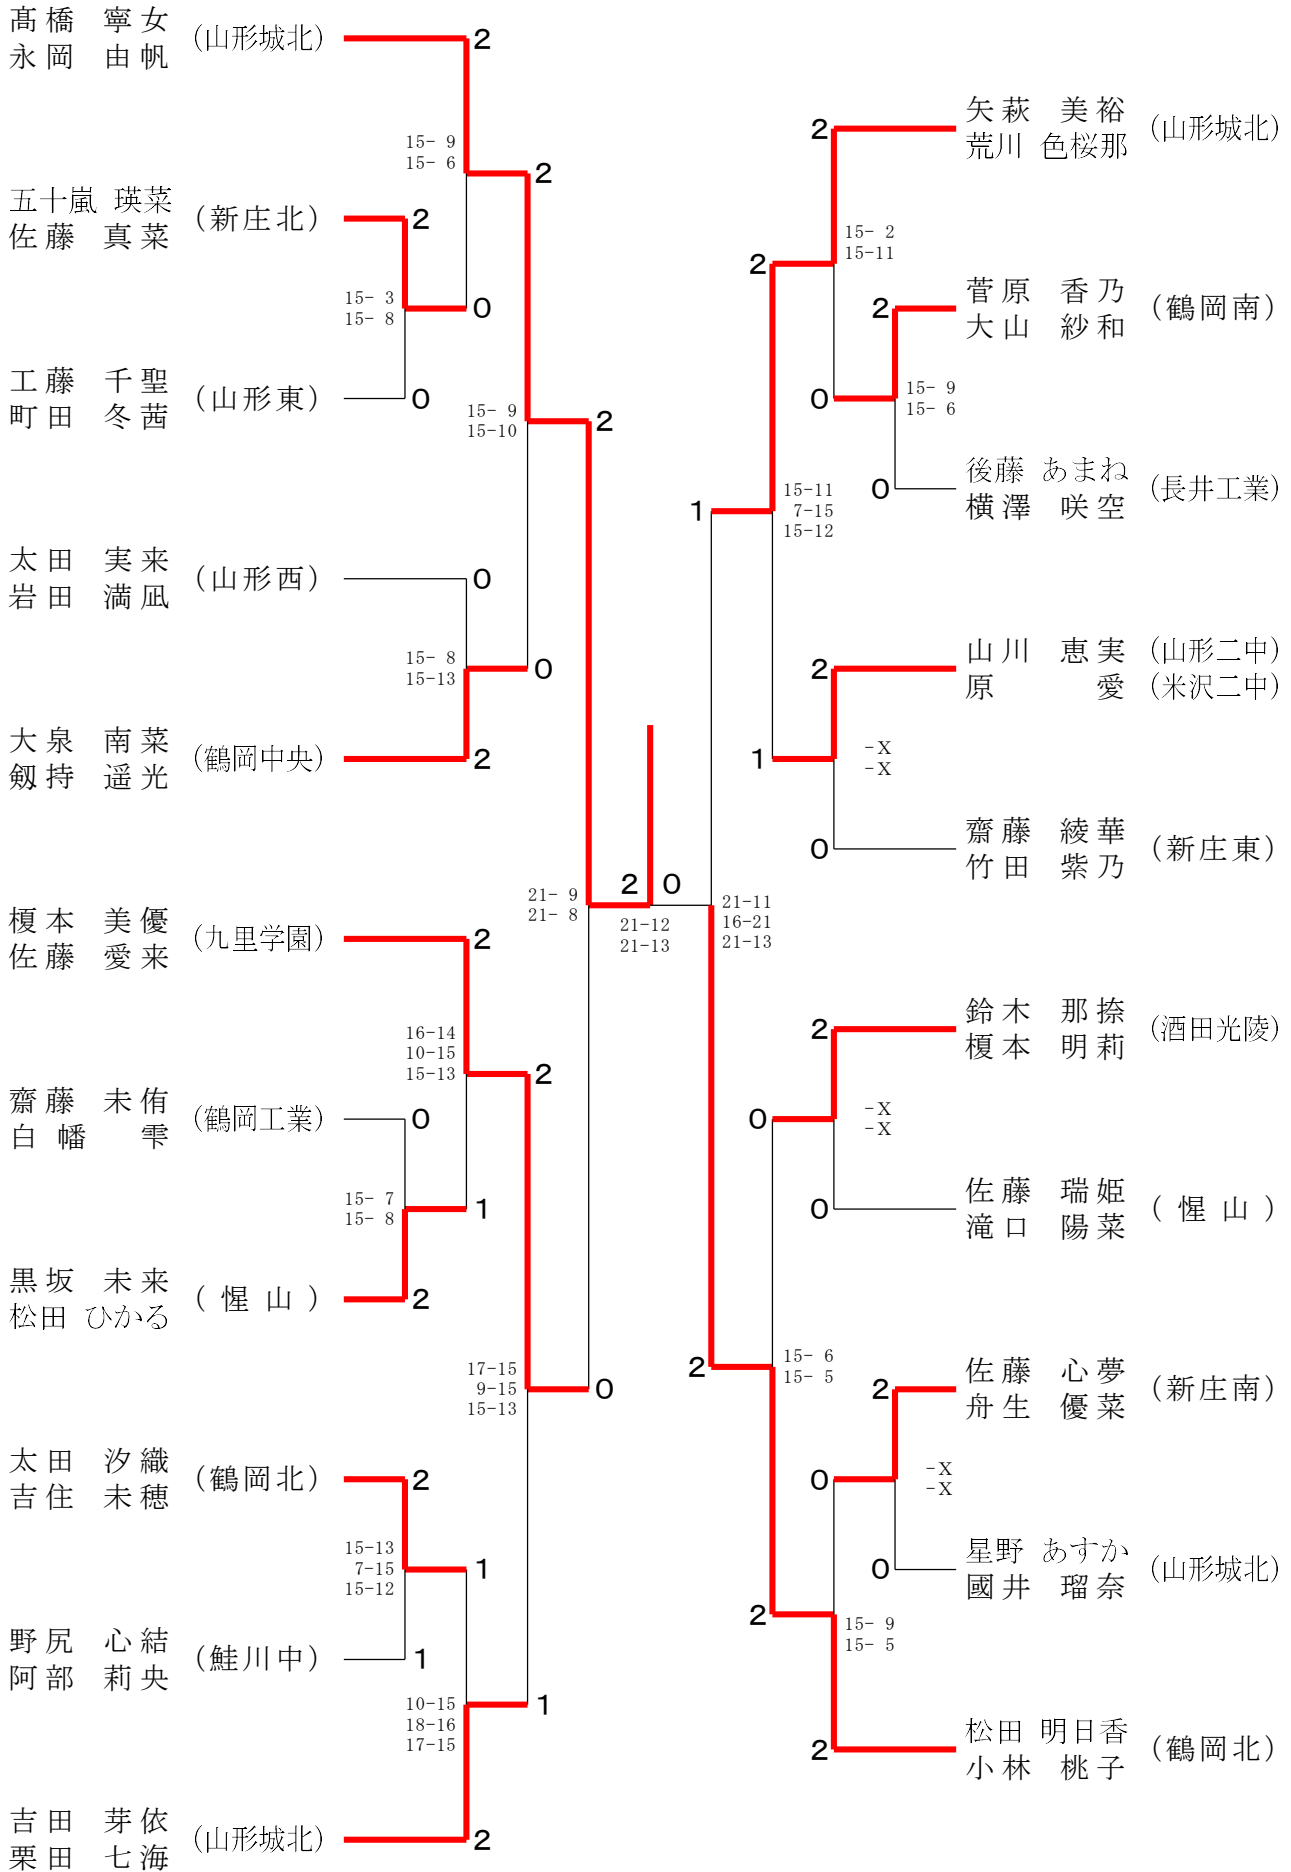 髙橋 寧女
永岡 由帆
(山形城北)
2
15- 9
15- 6
2
五十嵐 瑛菜
佐藤 真菜
(新庄北)
2
15- 3
15- 8
0
工藤 千聖
町田 冬茜
(山形東)
0
15- 9
15-10
2
太田 実来
岩田 満凪
(山形西)
0
15- 8
15-13
0
大泉 南菜
剱持 遥光
(鶴岡中央)
2
21- 9
21- 8
榎本 美優
佐藤 愛来
(九里学園)
2
16-14
10-15
15-13
2
齋藤 未侑
白幡 雫
(鶴岡工業)
0
15- 7
15- 8
1
黒坂 未来
松田 ひかる
(惺山)
2
17-15
9-15
15-13
0
太田 汐織
吉住 未穂
(鶴岡北)
2
15-13
7-15
15-12
1
野尻 心結
阿部 莉央
(鮭川中)
1
10-15
18-16
17-15
1
吉田 芽依
栗田 七海
(山形城北)
2
2 0
21-12
21-13
2
矢萩 美裕
荒川 色桜那
(山形城北)
15- 2
15-11
2
2
菅原 香乃
大山 紗和
(鶴岡南)
0
15- 9
15- 6
0
後藤 あまね
横澤 咲空
(長井工業)
1
15-11
7-15
15-12
2
山川 恵実
原 愛
(山形二中)
(米沢二中)
1
-X
-X
0
齋藤 綾華
竹田 紫乃
(新庄東)
21-11
16-21
21-13
2
鈴木 那捺
榎本 明莉
(酒田光陵)
0
-X
-X
0
佐藤 瑞姫
滝口 陽菜
(惺山)
2
15- 6
15- 5
2
佐藤 心夢
舟生 優菜
(新庄南)
0
-X
-X
0
星野 あすか
國井 瑠奈
(山形城北)
2
15- 9
15- 5
2
松田 明日香
小林 桃子
(鶴岡北)